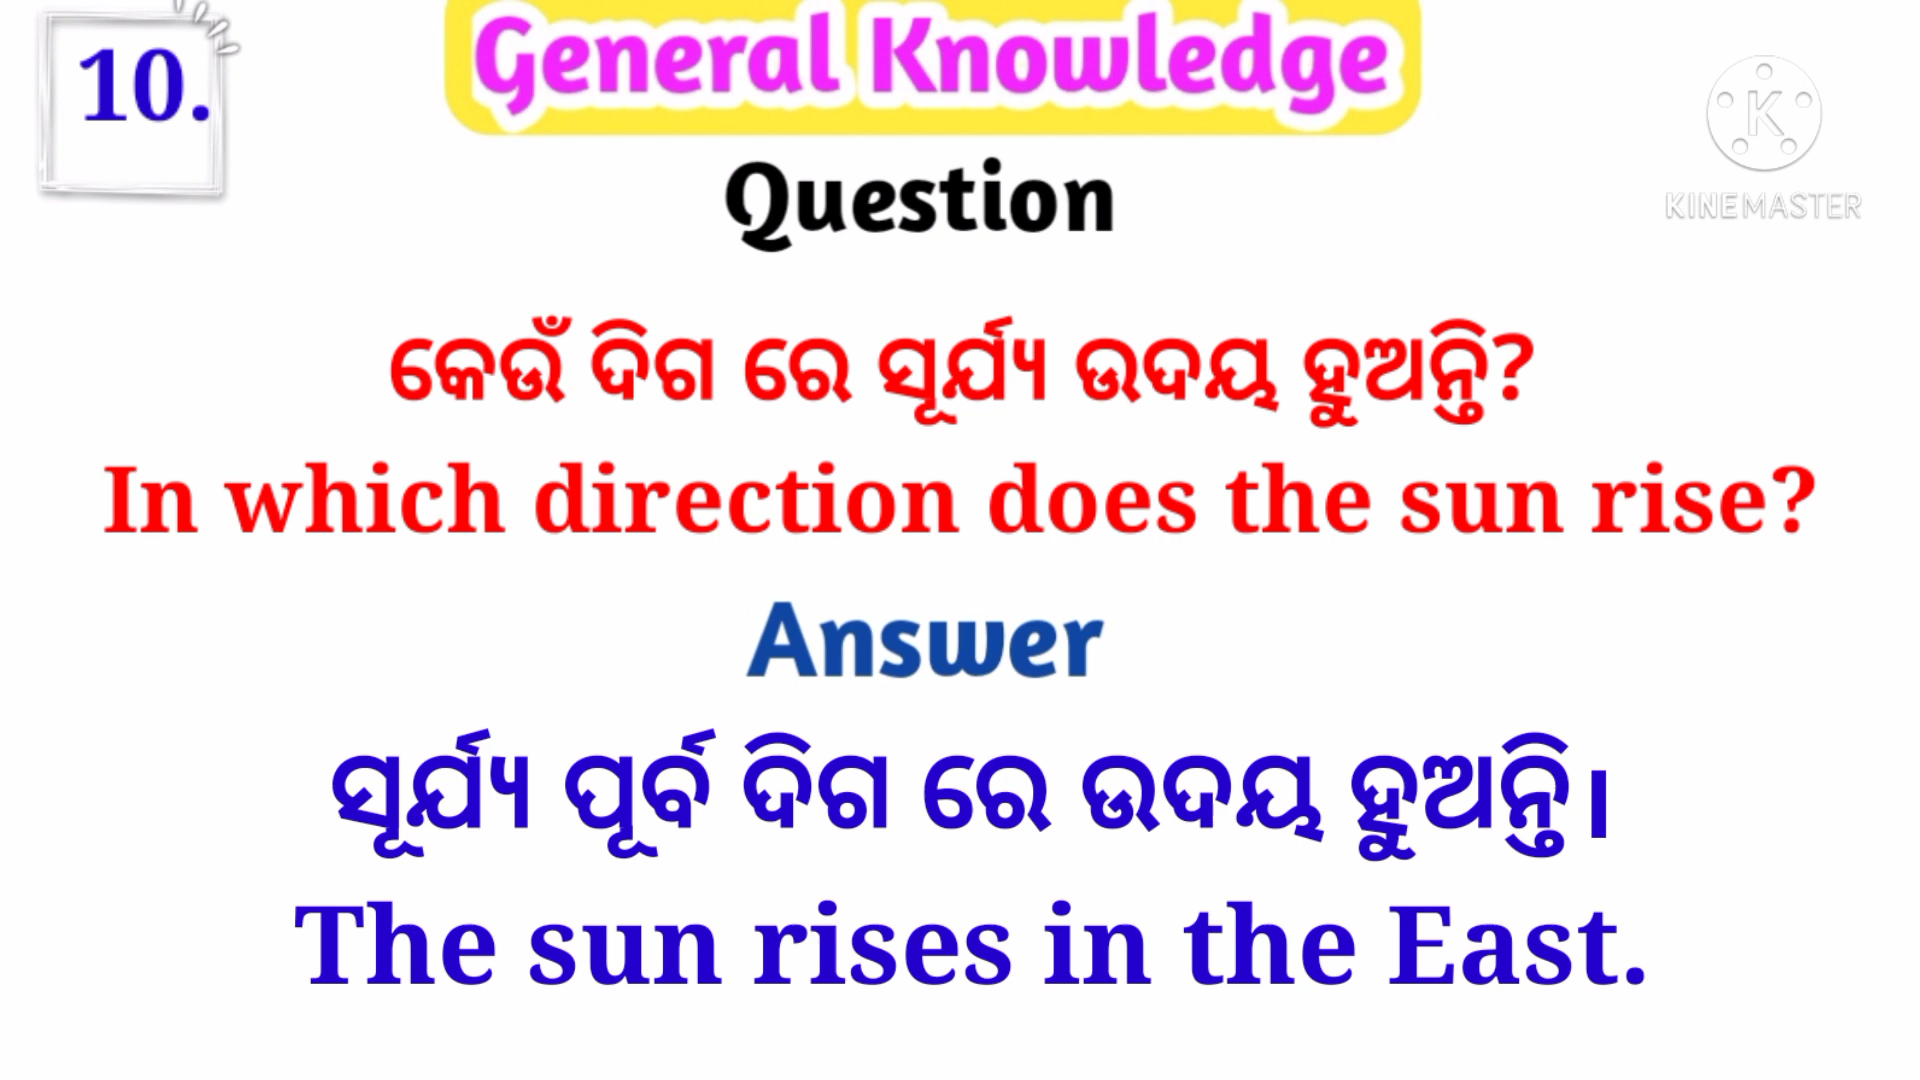 10.
General Knowledge
K
KINEMASTER
Question
କେଉଁ ଦିଗ ରେ ସୂର୍ଯ୍ୟ ଉଦୟ ହୁଅନ୍ତି?
In which direction does the sun rise?
Answer
ସୂର୍ଯ୍ୟ ପୂର୍ବ ଦିଗ ରେ ଉଦୟ ହୁଅନ୍ତି।
The sun rises in the East.